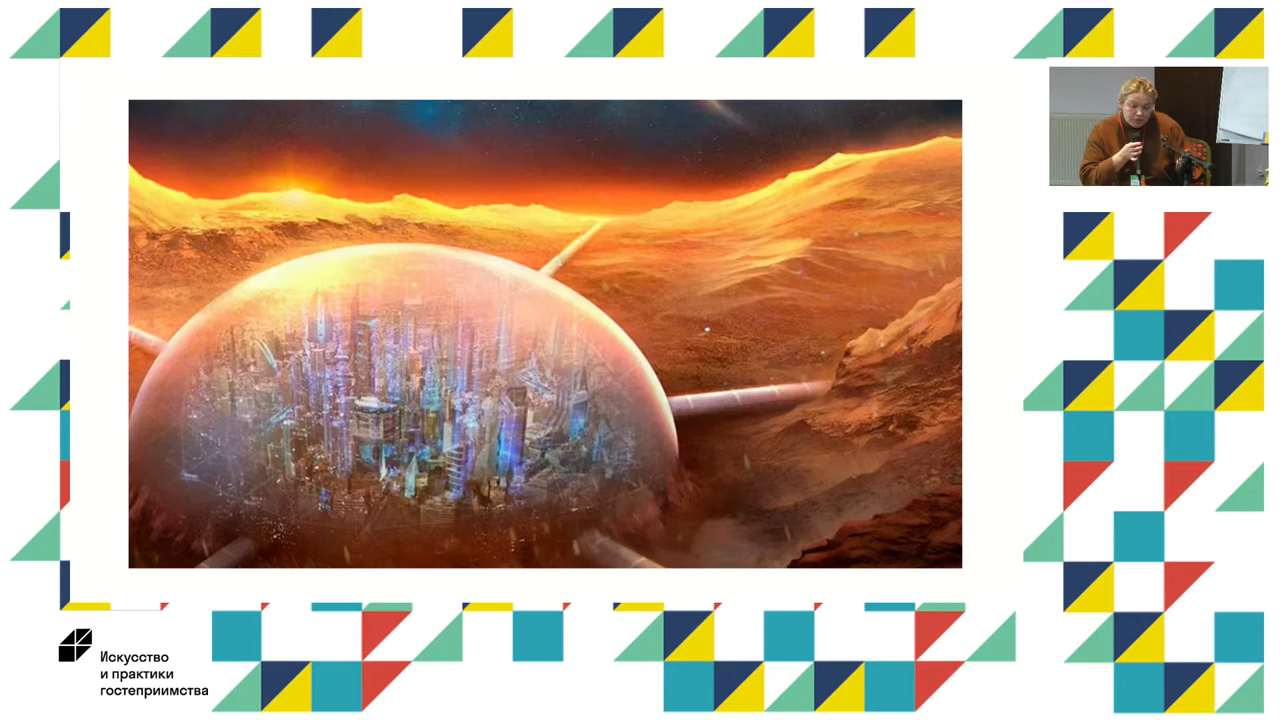 Искусство
и практики
гостеприимства